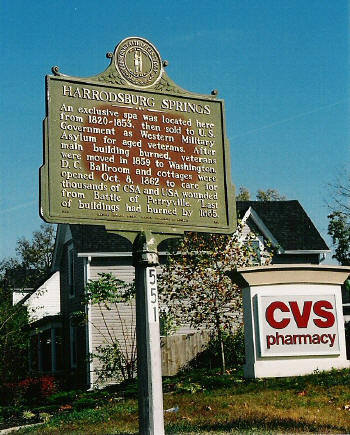 HARRODSBURG SPRINGS
An exclusive spa was located here
from 1820-1853, then sold to U.S.
Government as Western Military
Asylum for aged veterans. After
main building burned, veterans
were moved in 1859 to Washington,
D.C. Ballroom and cottages were
opened Oct. 8, 1862 to care for
thousands of CSA and USA wounded
from Battle of Perryville. Last
of buildings had burned by 1865.
551
CVS
pharmacy